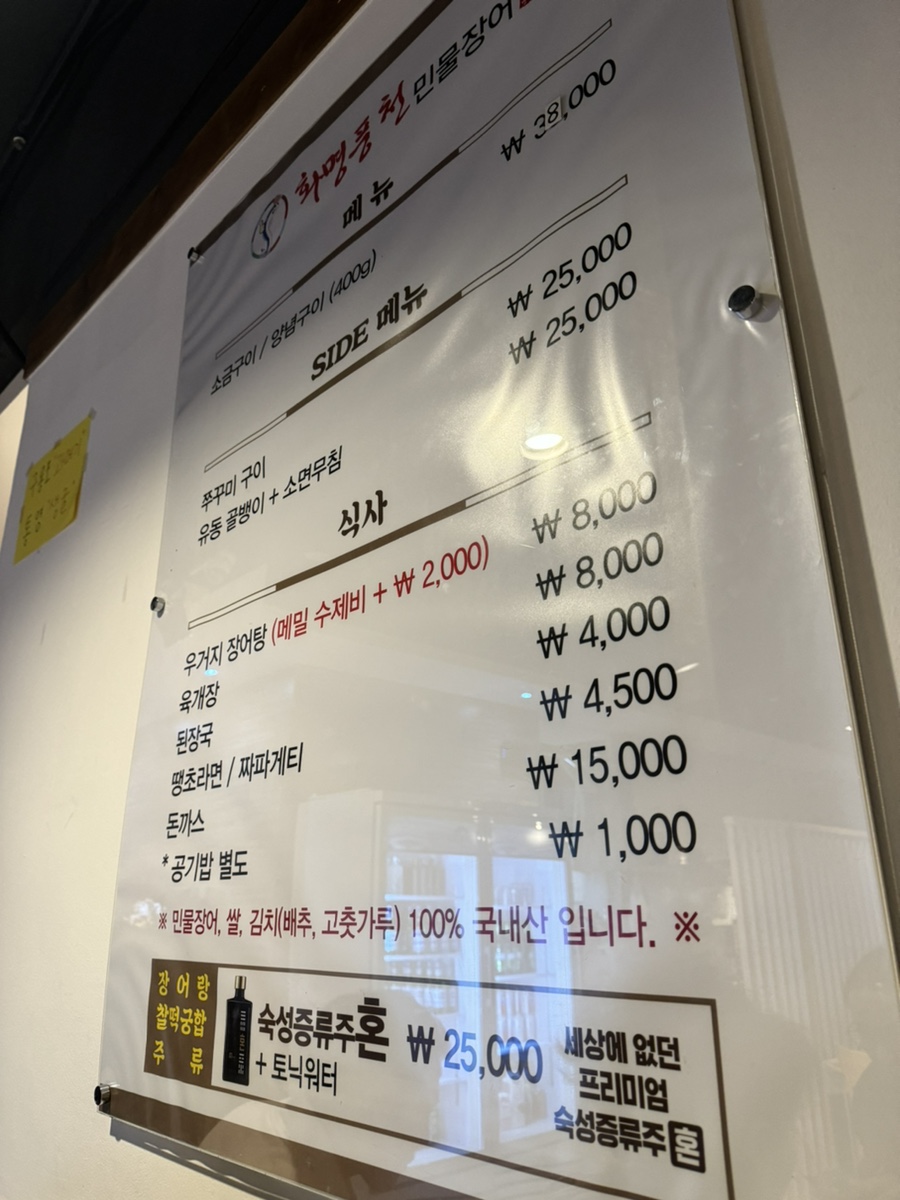 화명풍천민물장어
메뉴
소금구이 / 양념구이 (400g) ₩ 38,000
SIDE 메뉴
쭈꾸미 구이 ₩ 25,000
유동 골뱅이 + 소면무침 ₩ 25,000
식사
우거지 장어탕 (메밀 수제비 + ₩ 2,000) ₩ 8,000
육개장 ₩ 8,000
된장국 ₩ 4,000
땡초라면 / 짜파게티 ₩ 4,500
돈까스 ₩ 15,000
* 공기밥 별도 ₩ 1,000
※ 민물장어, 쌀, 김치(배추, 고춧가루) 100% 국내산 입니다. ※
장어랑
찰떡궁합
주류
숙성증류주혼 ₩ 25,000
+ 토닉워터
세상에 없던
프리미엄
숙성증류주 혼